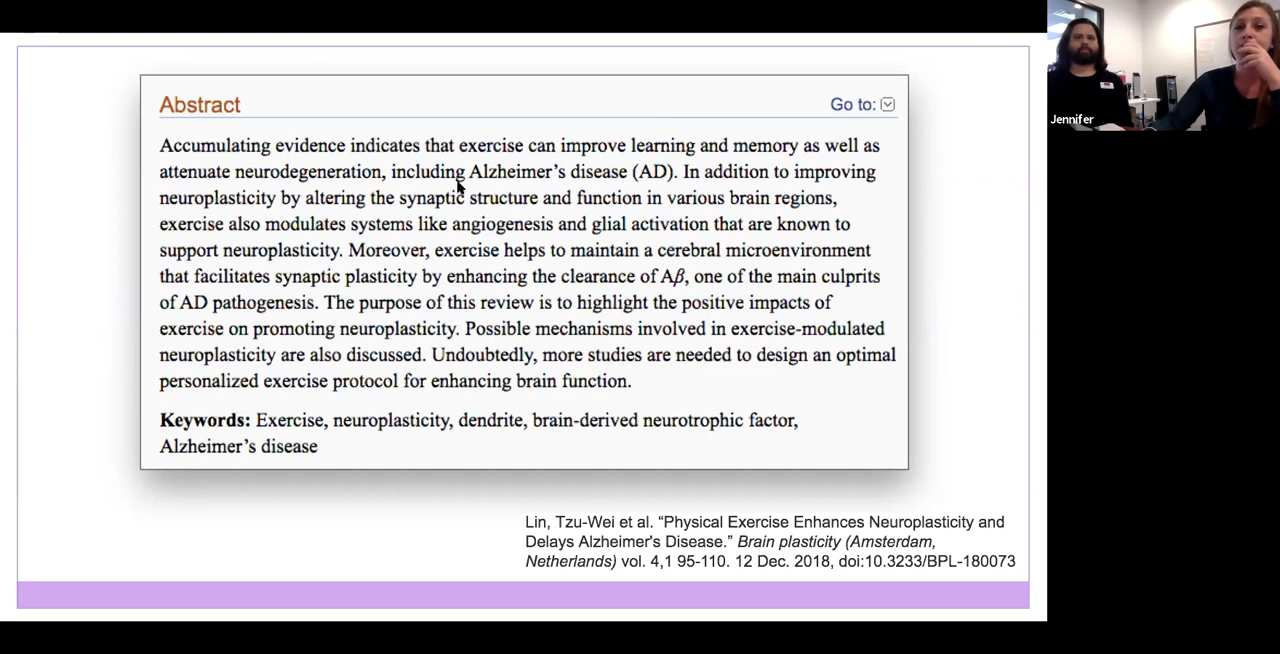 Abstract
Go to:
Accumulating evidence indicates that exercise can improve learning and memory as well as
attenuate neurodegeneration, including Alzheimer’s disease (AD). In addition to improving
neuroplasticity by altering the synaptic structure and function in various brain regions,
exercise also modulates systems like angiogenesis and glial activation that are known to
support neuroplasticity. Moreover, exercise helps to maintain a cerebral microenvironment
that facilitates synaptic plasticity by enhancing the clearance of Aβ, one of the main culprits
of AD pathogenesis. The purpose of this review is to highlight the positive impacts of
exercise on promoting neuroplasticity. Possible mechanisms involved in exercise-modulated
neuroplasticity are also discussed. Undoubtedly, more studies are needed to design an optimal
personalized exercise protocol for enhancing brain function.
Keywords: Exercise, neuroplasticity, dendrite, brain-derived neurotrophic factor,
Alzheimer’s disease
Lin, Tzu-Wei et al. “Physical Exercise Enhances Neuroplasticity and
Delays Alzheimer's Disease.” Brain plasticity (Amsterdam,
Netherlands) vol. 4,1 95-110. 12 Dec. 2018, doi:10.3233/BPL-180073
Jennifer